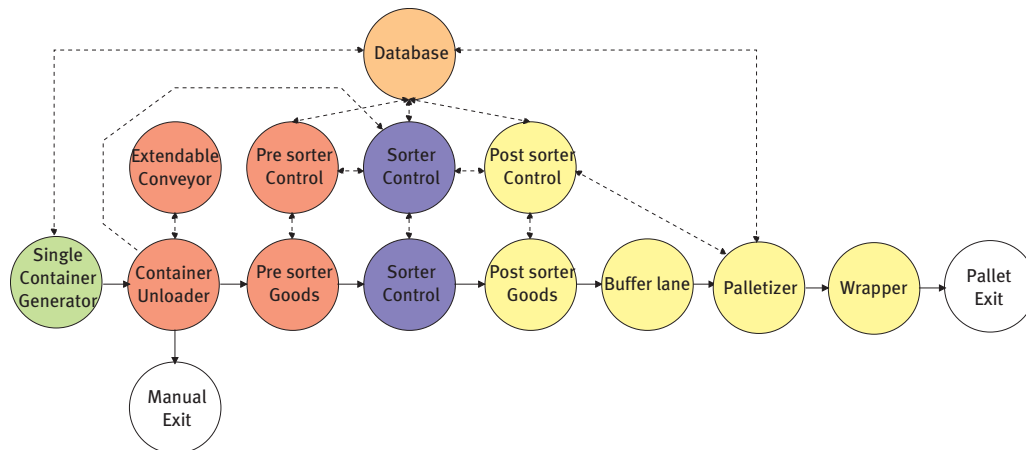 Database
Extendable
Conveyor
Pre sorter
Control
Sorter
Control
Post sorter
Control
Single
Container
Generator
Container
Unloader
Pre sorter
Goods
Sorter
Control
Post sorter
Goods
Buffer lane
Palletizer
Wrapper
Pallet
Exit
Manual
Exit